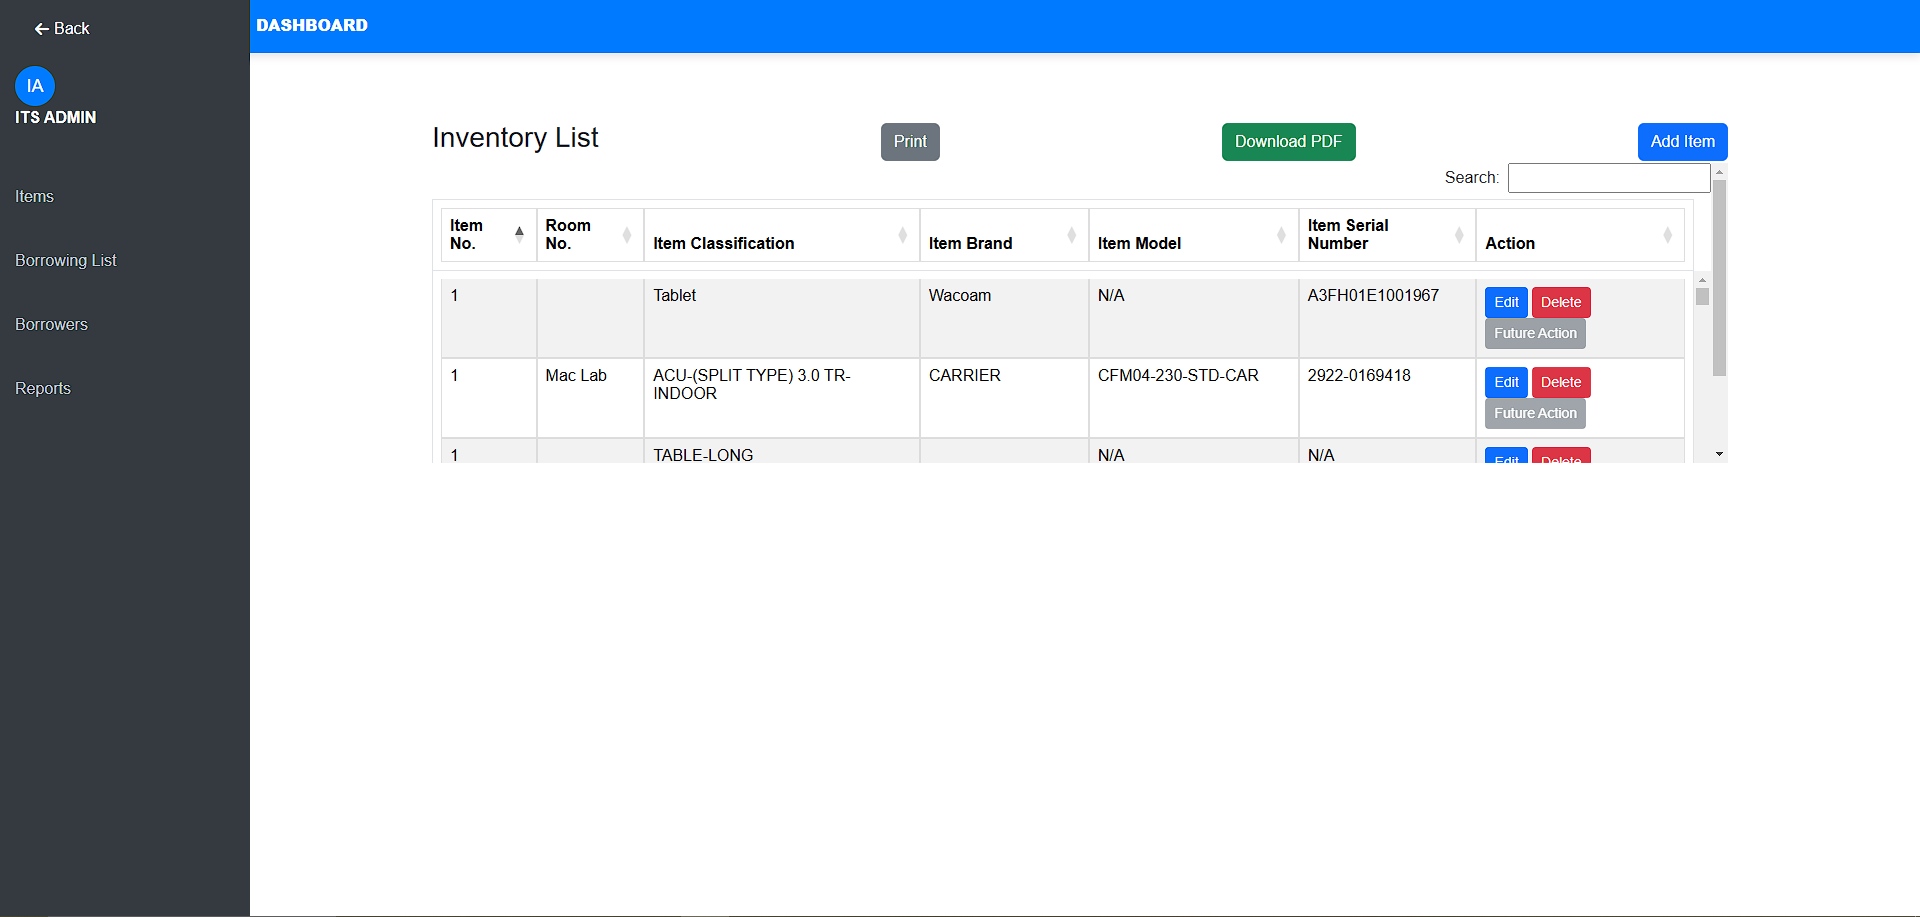 Back
DASHBOARD
IA
ITS ADMIN
Items
Borrowing List
Borrowers
Reports
Inventory List
Print
Download PDF
Add Item
Search:
Item No. Room No. Item Classification Item Brand Item Model Item Serial Number Action
1 Tablet Wacoam N/A A3FH01E1001967 Edit Delete
Future Action
1 Mac Lab ACU-(SPLIT TYPE) 3.0 TR- CARRIER CFM04-230-STD-CAR 2922-0169418 Edit Delete
INDOOR Future Action
1 TABLE-LONG N/A N/A Edit Delete